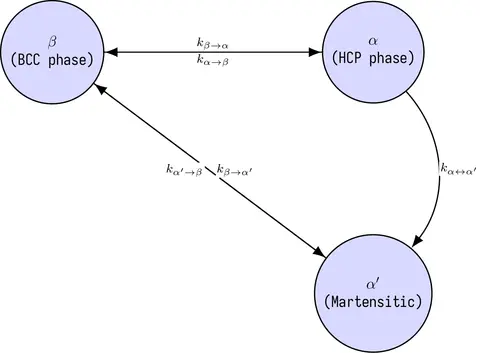 β
(BCC phase)
k_{β→α}
k_{α→β}
α
(HCP phase)
k_{α′→β}
k_{β→α′}
k_{α↔α′}
α′
(Martensitic)